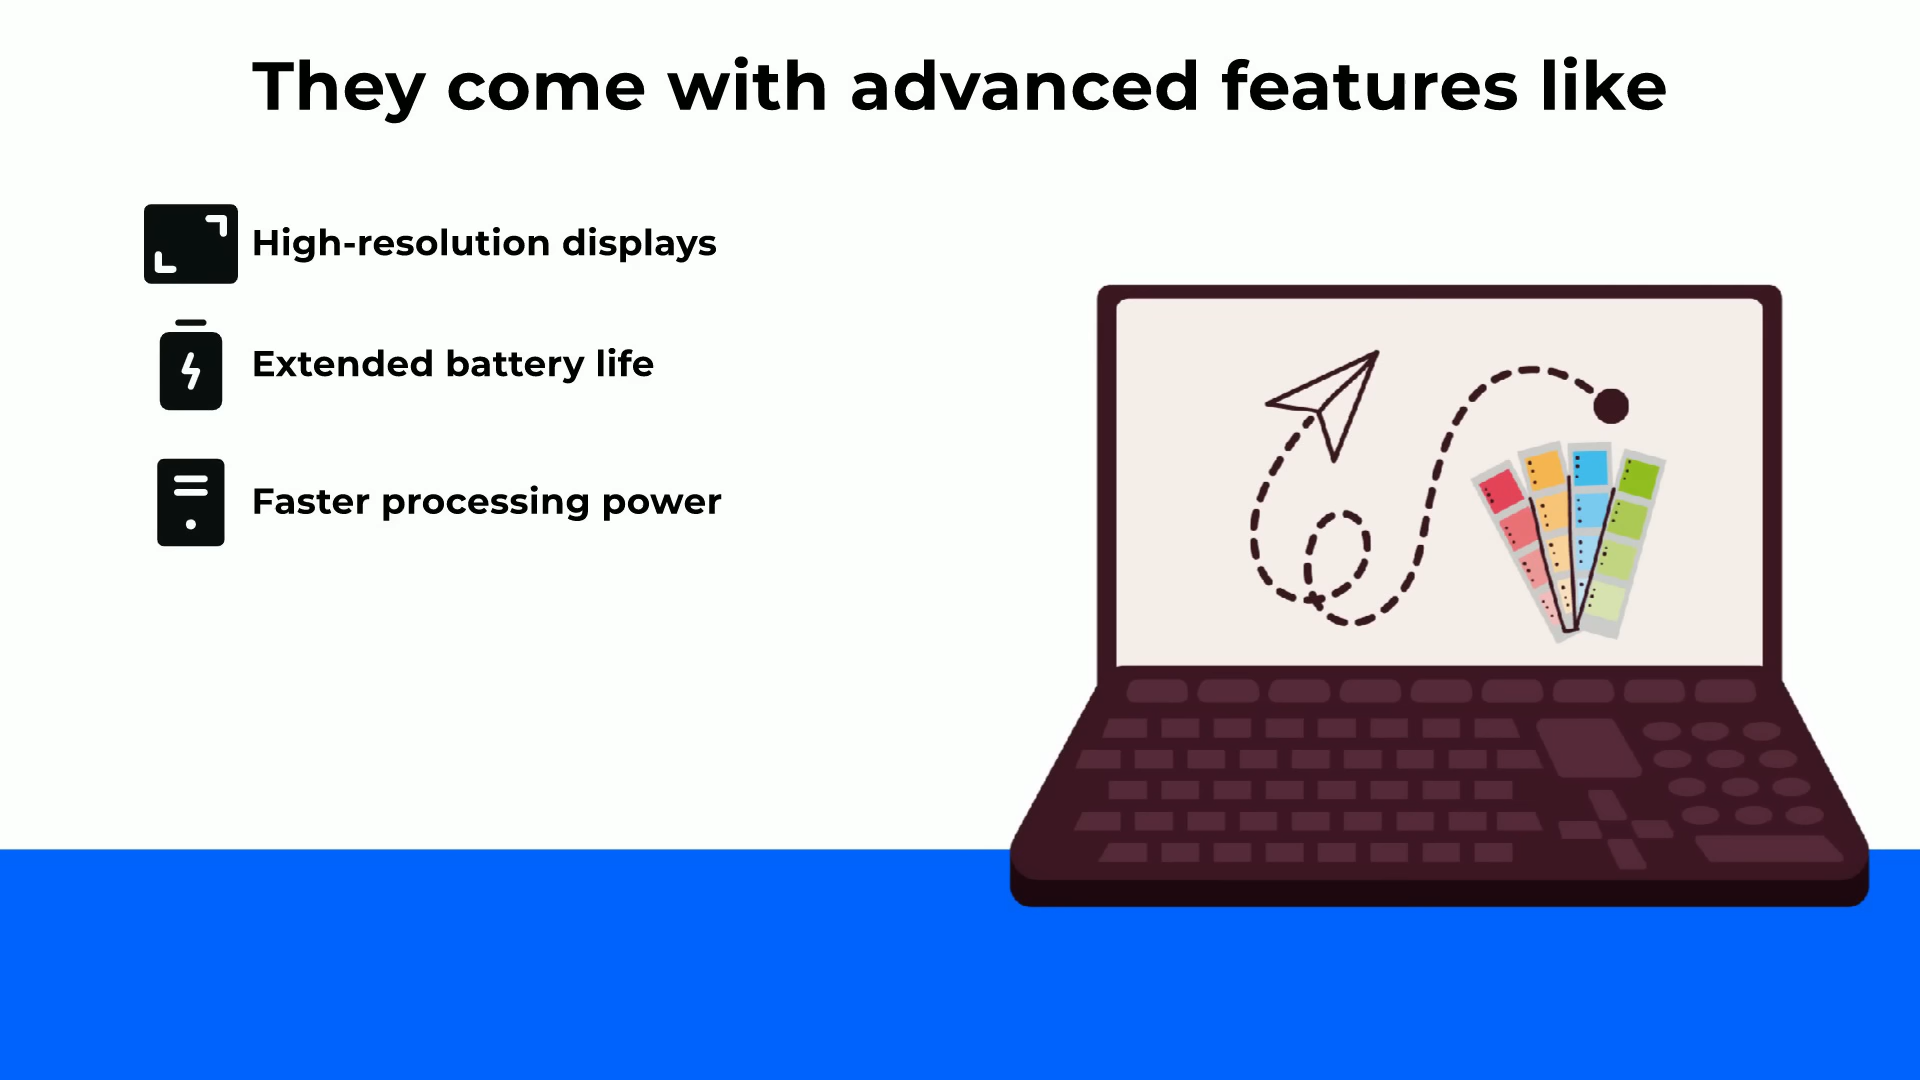 They come with advanced features like
High-resolution displays
Extended battery life
Faster processing power